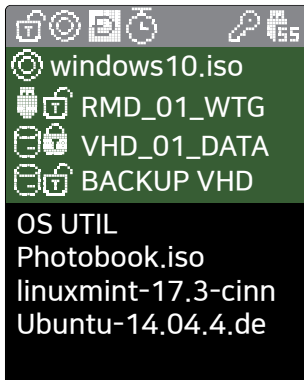 55
windows10.iso
RMD_01_WTG
VHD_01_DATA
BACKUP VHD
OS UTIL
Photobook.iso
linuxmint-17.3-cinn
Ubuntu-14.04.4.de